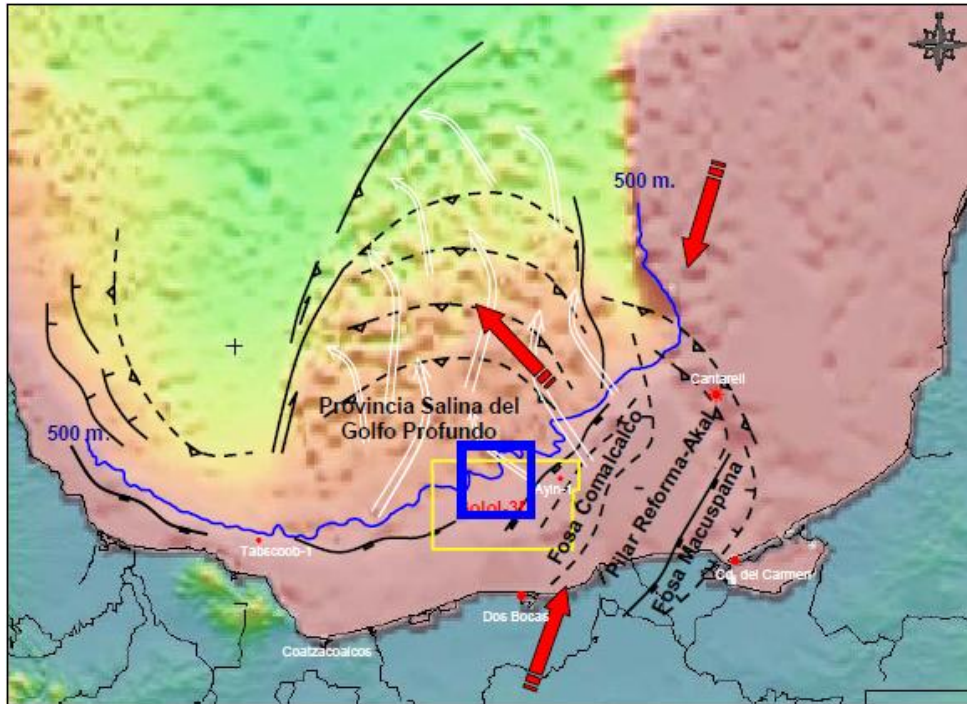 500 m.
Cantarell
Provincia Salina del
Golfo Profundo
500 m.
Ayin-1
Fosa Comalcalco
Pilar Reforma-Akal
Fosa Macuspana
Tabscoob-1
Cd. del Carmen
Dos Bocas
Coatzacoalcos